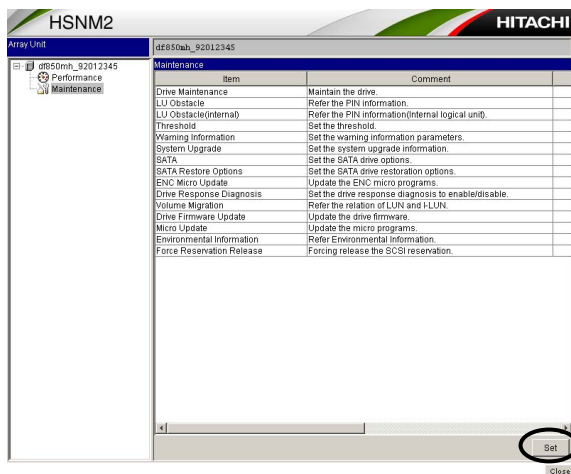 HSNM2
HITACHI
Array Unit
df850mh_92012345
df850mh_92012345
Performance
Maintenance
Maintenance
Item Comment
Drive Maintenance Maintain the drive.
LU Obstacle Refer the PIN information.
LU Obstacle(internal) Refer the PIN information(Internal logical unit).
Threshold Set the threshold.
Warning Information Set the warning information parameters.
System Upgrade Set the system upgrade information.
SATA Set the SATA drive options.
SATA Restore Options Set the SATA drive restoration options.
ENC Micro Update Update the ENC micro programs.
Drive Response Diagnosis Set the drive response diagnosis to enable/disable.
Volume Migration Refer the relation of LUN and I-LUN.
Drive Firmware Update Update the drive firmware.
Micro Update Update the micro programs.
Environmental Information Refer Environmental Information.
Force Reservation Release Forcing release the SCSI reservation.
Set
Close